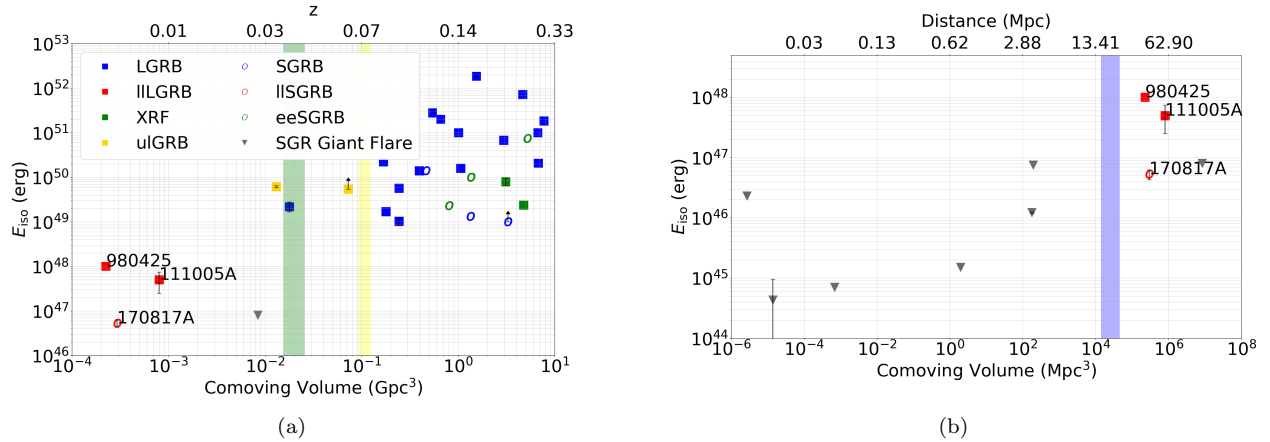 z
0.01 0.03 0.07 0.14 0.33
10^53
10^52
10^51
10^50
10^49
10^48
10^47
10^46
E_iso (erg)
LGRB
llLGRB
XRF
ulGRB
SGRB
llSGRB
eeSGRB
SGR Giant Flare
980425
111005A
170817A
10^−4 10^−3 10^−2 10^−1 10^0 10^1
Comoving Volume (Gpc^3)
(a)
Distance (Mpc)
0.03 0.13 0.62 2.88 13.41 62.90
10^48
10^47
10^46
10^45
10^44
E_iso (erg)
980425
111005A
170817A
10^−6 10^−4 10^−2 10^0 10^2 10^4 10^6 10^8
Comoving Volume (Mpc^3)
(b)